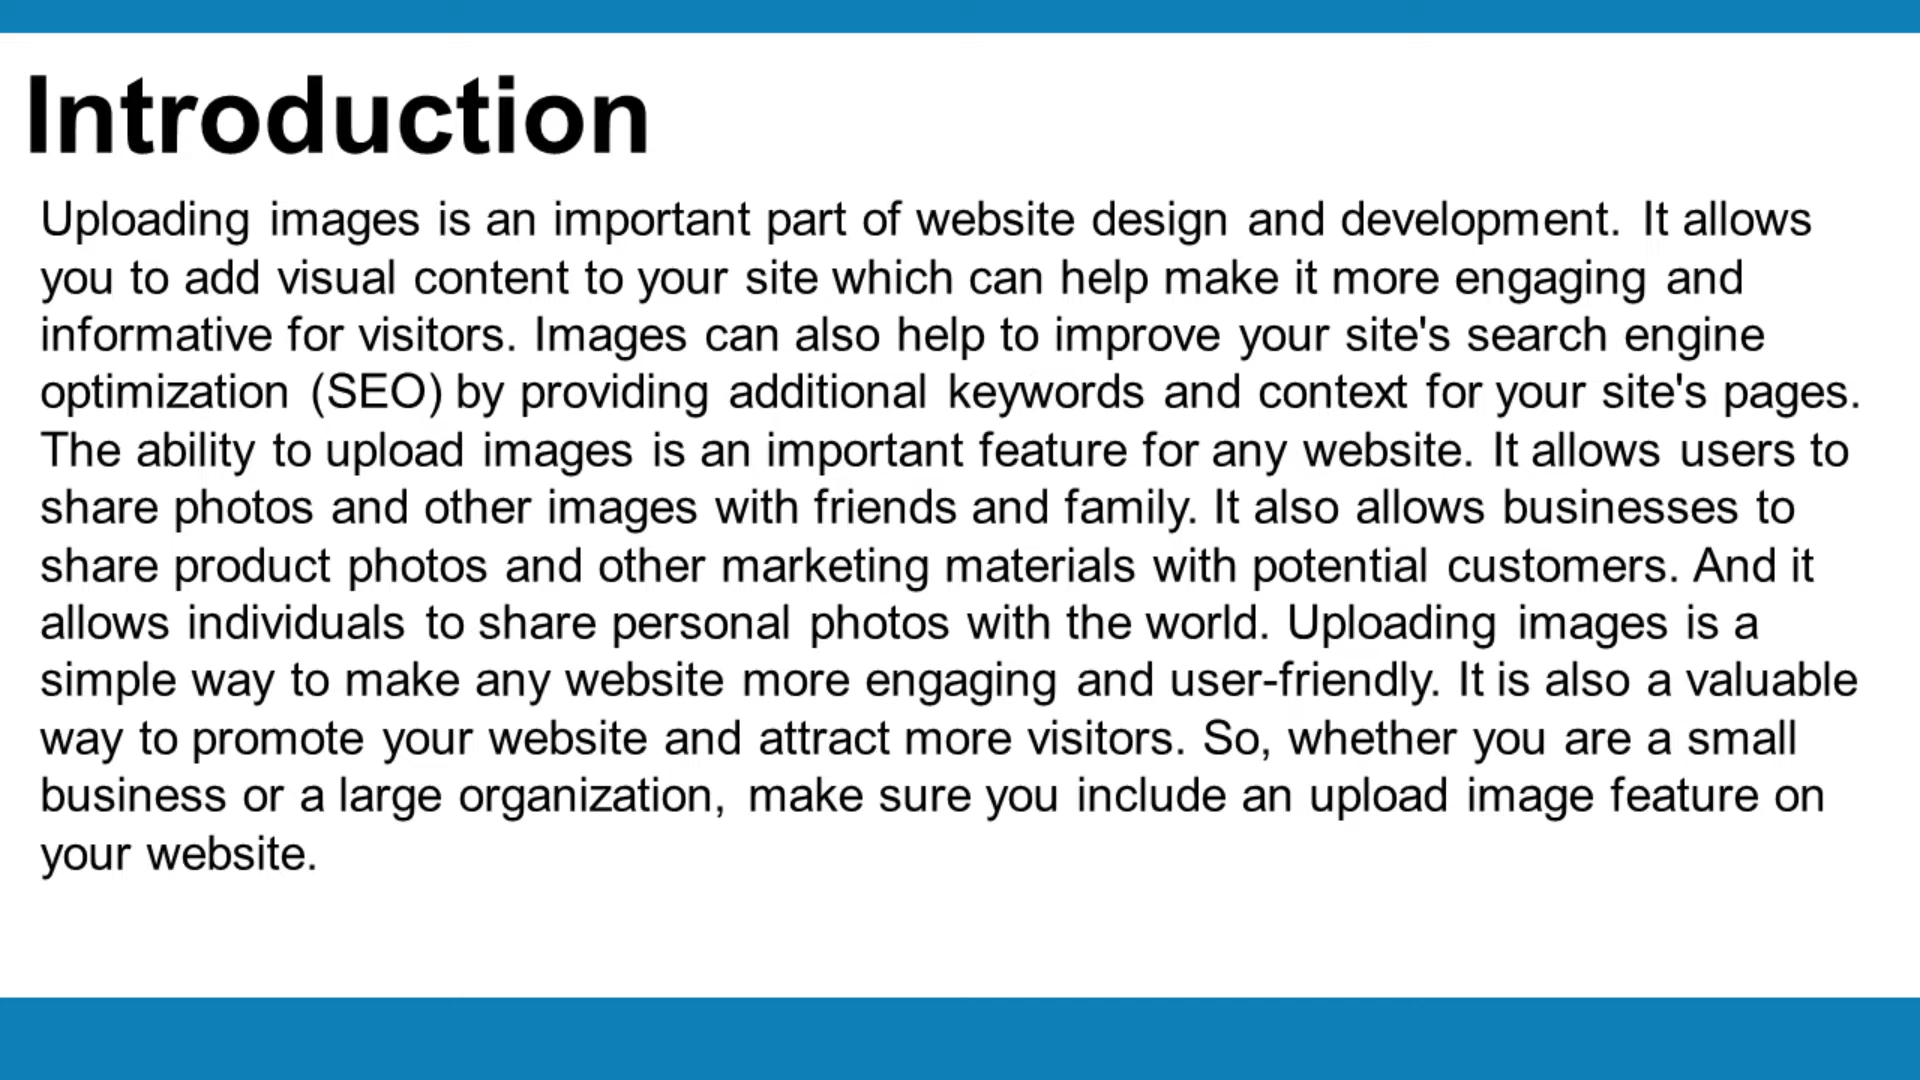 Introduction
Uploading images is an important part of website design and development. It allows
you to add visual content to your site which can help make it more engaging and
informative for visitors. Images can also help to improve your site's search engine
optimization (SEO) by providing additional keywords and context for your site's pages.
The ability to upload images is an important feature for any website. It allows users to
share photos and other images with friends and family. It also allows businesses to
share product photos and other marketing materials with potential customers. And it
allows individuals to share personal photos with the world. Uploading images is a
simple way to make any website more engaging and user-friendly. It is also a valuable
way to promote your website and attract more visitors. So, whether you are a small
business or a large organization, make sure you include an upload image feature on
your website.